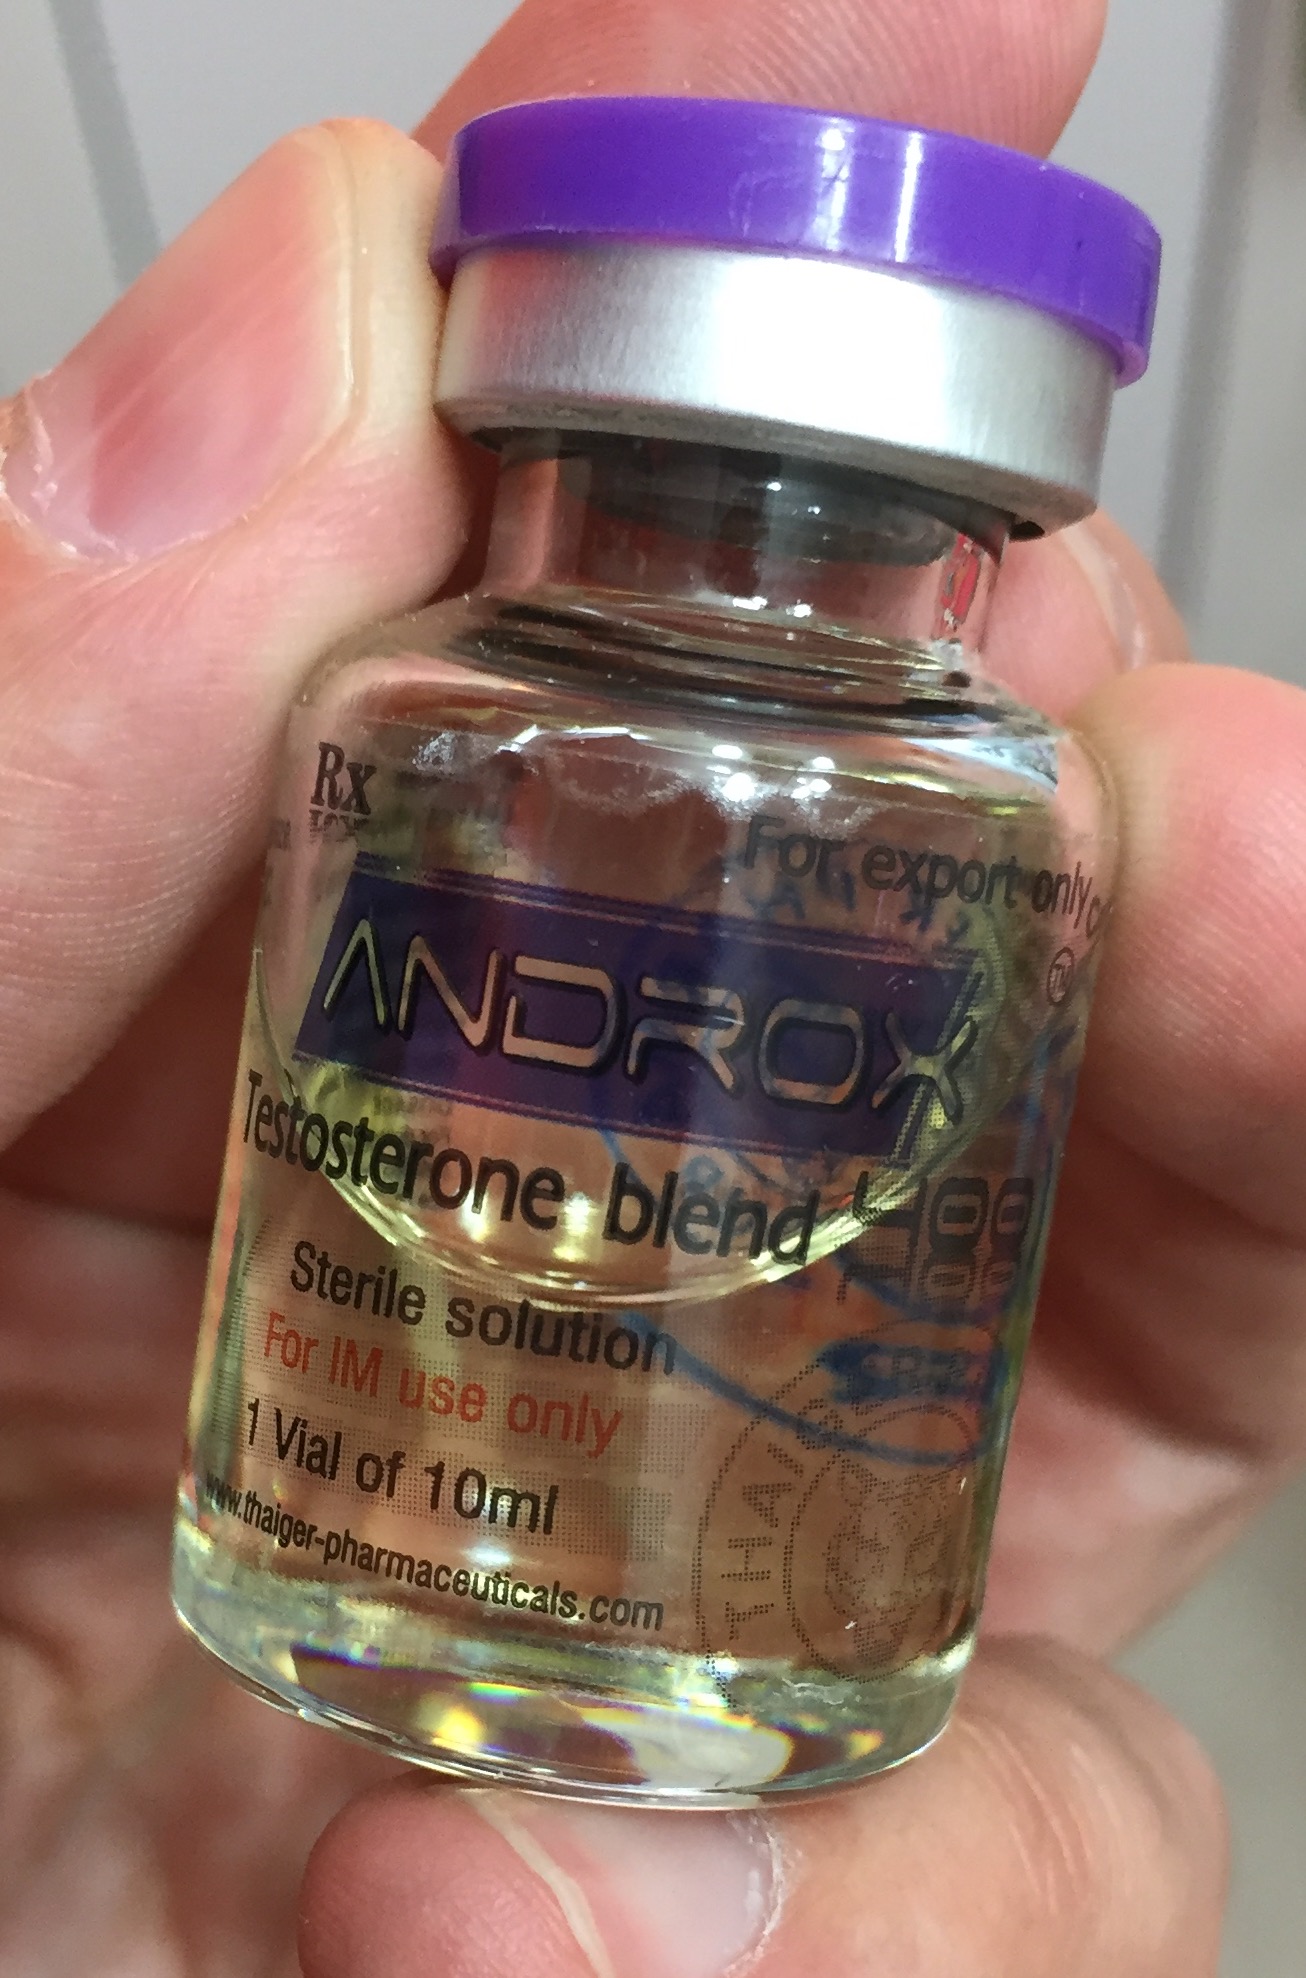 Rx
For export only
ANDROX
TM
Testosterone blend 400
Sterile solution
For IM use only
1 Vial of 10ml
www.thaiger-pharmaceuticals.com
THAI